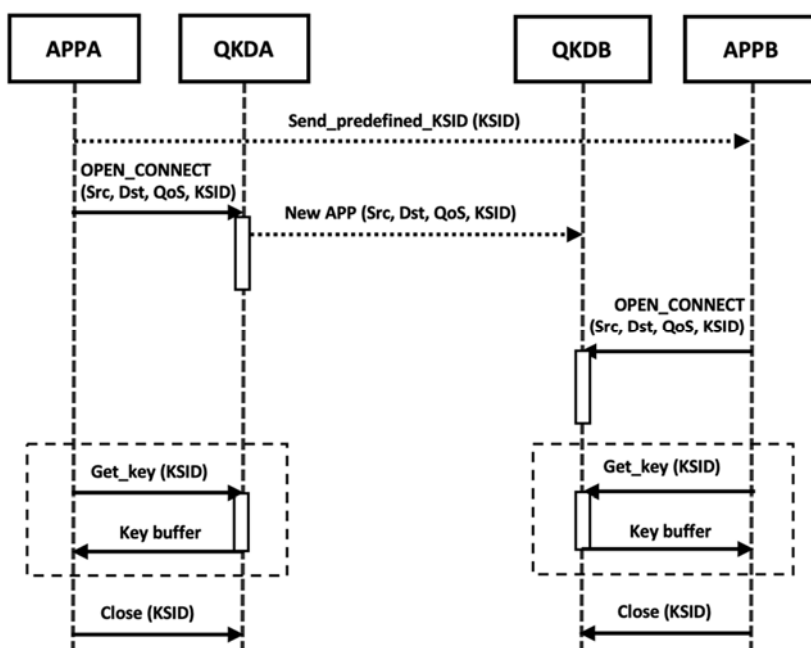 APPA
QKDA
QKDB
APPB
Send_predefined_KSID (KSID)
OPEN_CONNECT
(Src, Dst, QoS, KSID)
New APP (Src, Dst, QoS, KSID)
OPEN_CONNECT
(Src, Dst, QoS, KSID)
Get_key (KSID)
Get_key (KSID)
Key buffer
Key buffer
Close (KSID)
Close (KSID)